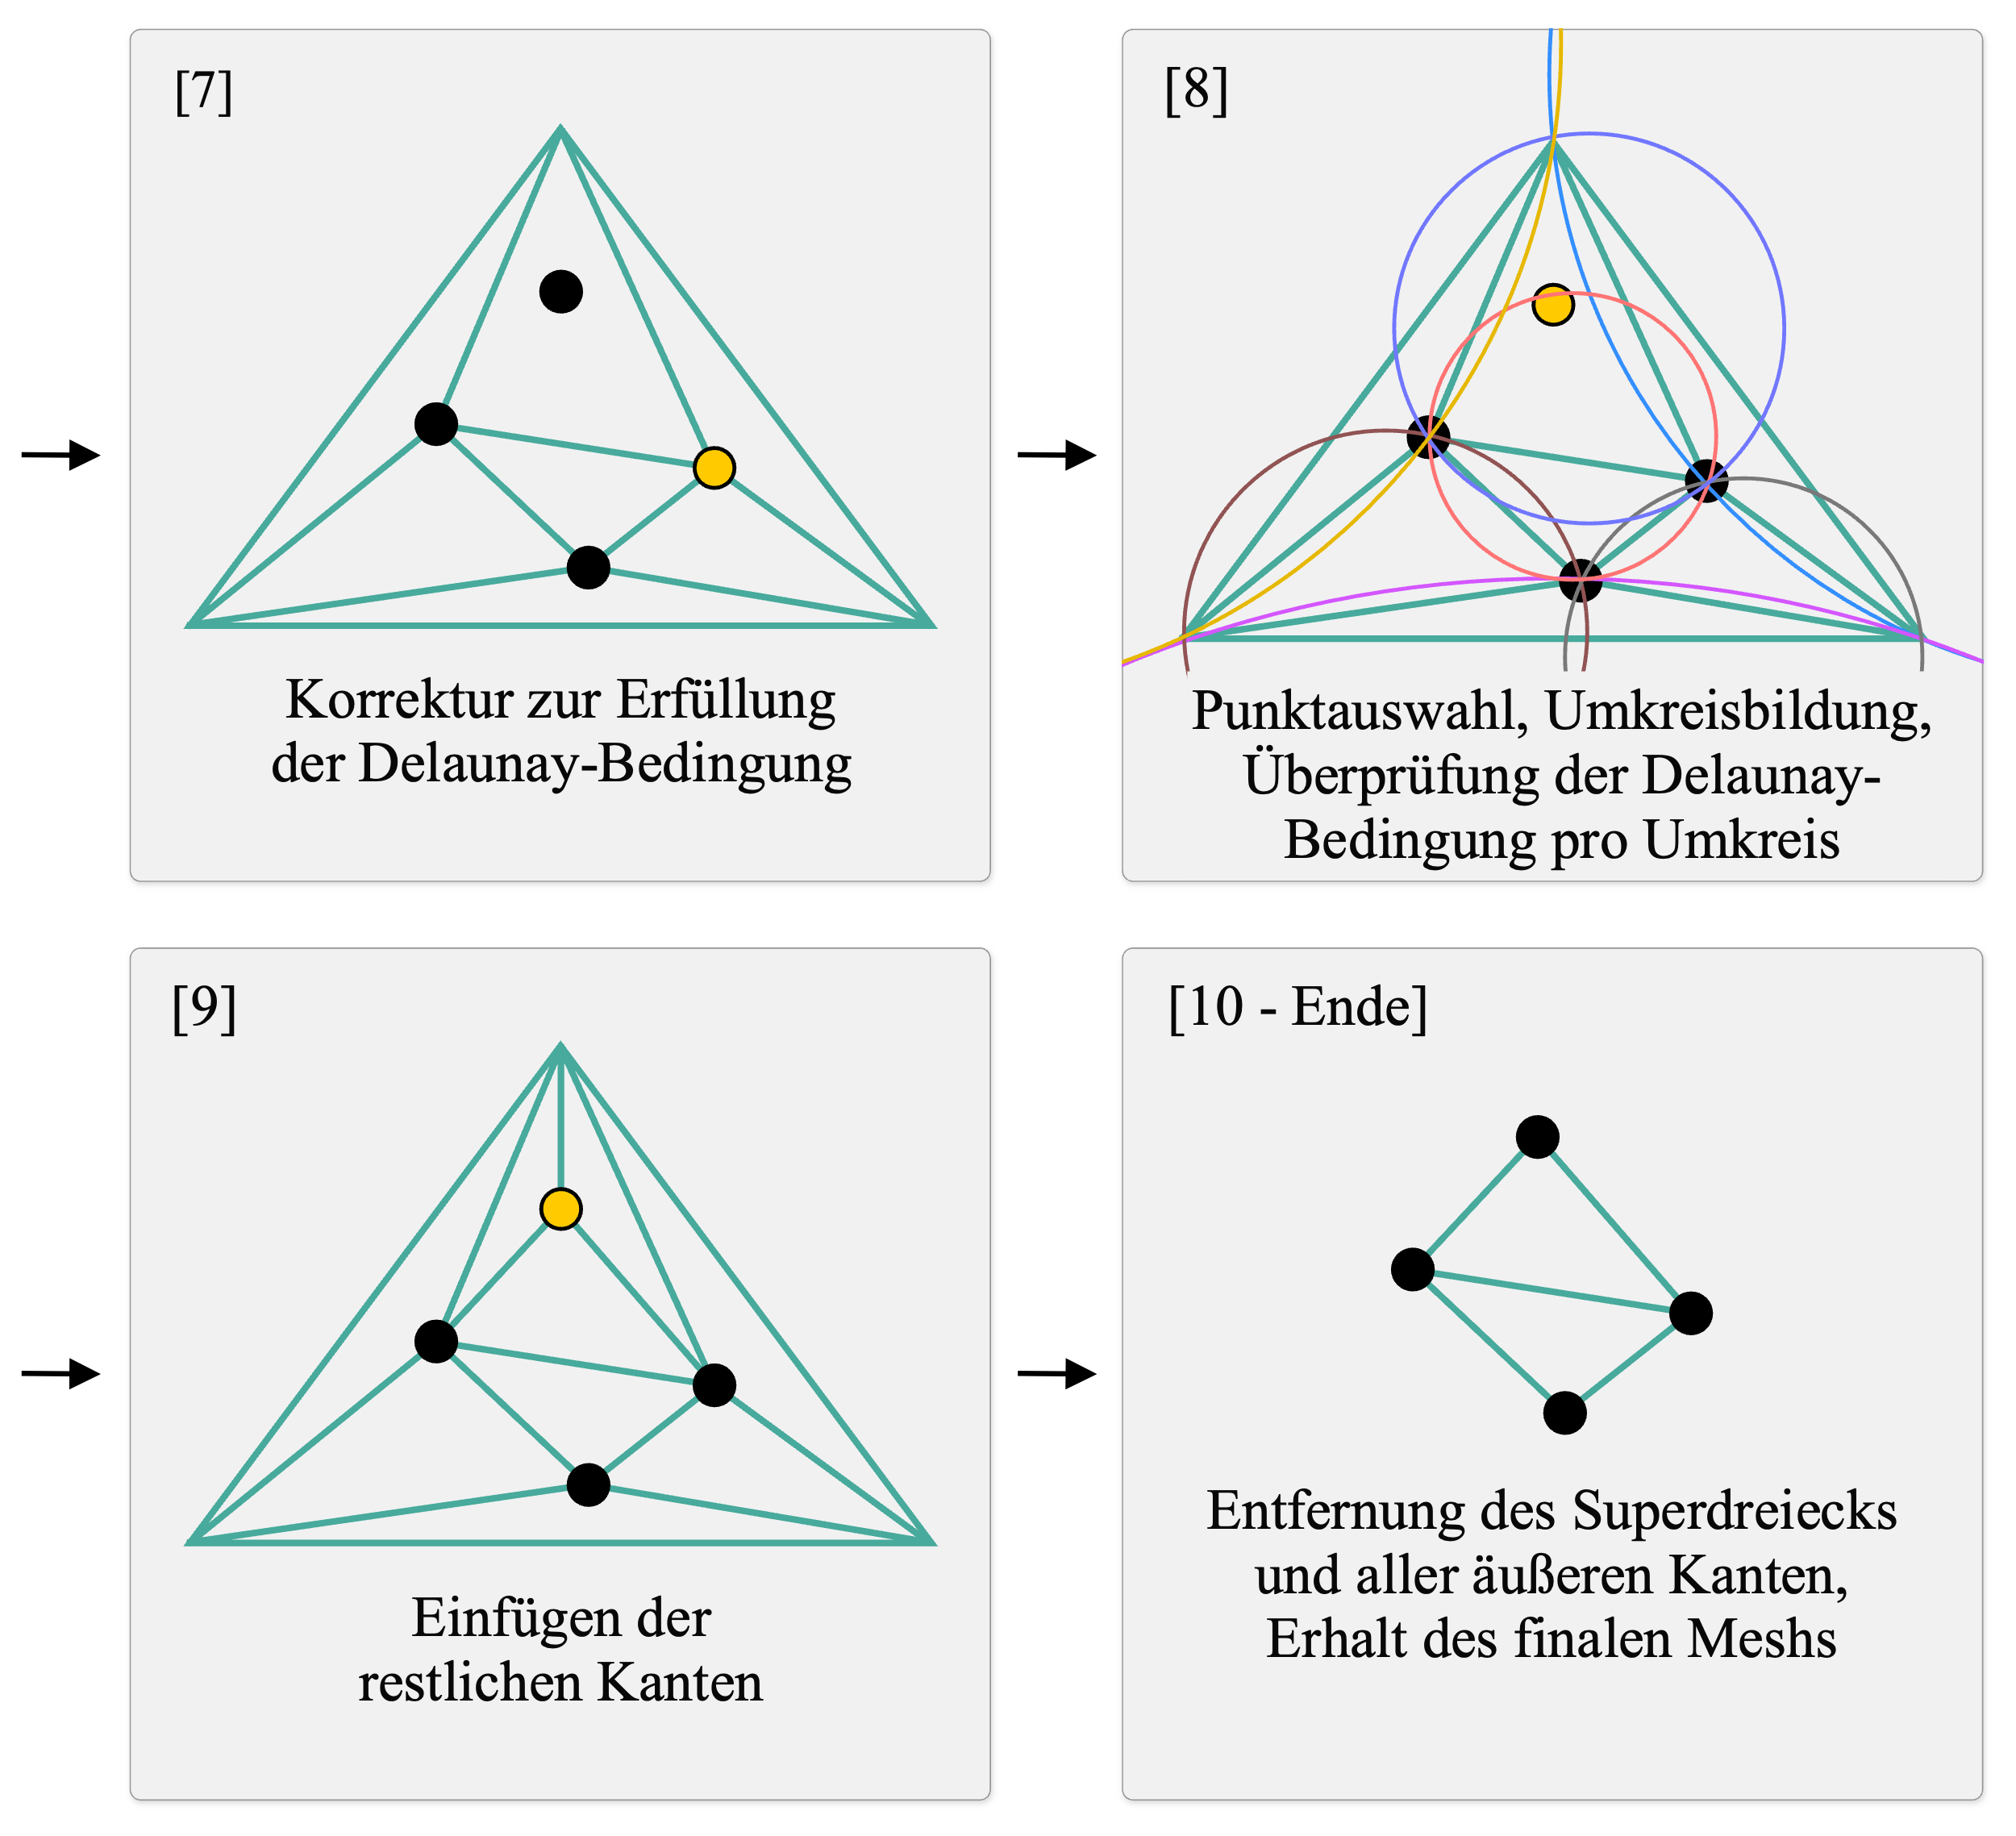 [7]
Korrektur zur Erfüllung
der Delaunay-Bedingung
[8]
Punktauswahl, Umkreisbildung,
Überprüfung der Delaunay-
Bedingung pro Umkreis
[9]
Einfügen der
restlichen Kanten
[10 - Ende]
Entfernung des Superdreiecks
und aller äußeren Kanten,
Erhalt des finalen Meshs